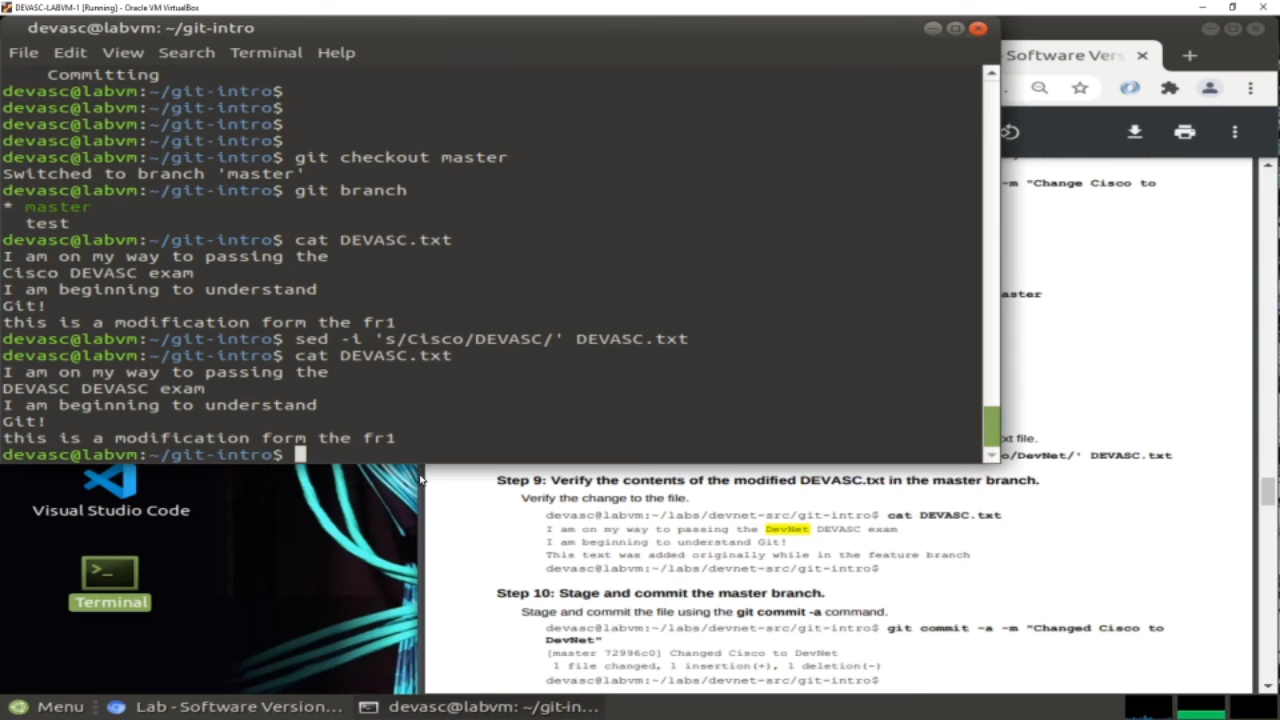 DEVASC-LABVM-1 [Running] - Oracle VM VirtualBox
devasc@labvm: ~/git-intro
File Edit View Search Terminal Help
Committing
devasc@labvm:~/git-intro$
devasc@labvm:~/git-intro$
devasc@labvm:~/git-intro$
devasc@labvm:~/git-intro$
devasc@labvm:~/git-intro$ git checkout master
Switched to branch 'master'
devasc@labvm:~/git-intro$ git branch
* master
test
devasc@labvm:~/git-intro$ cat DEVASC.txt
I am on my way to passing the
Cisco DEVASC exam
I am beginning to understand
Git!
this is a modification form the fr1
devasc@labvm:~/git-intro$ sed -i 's/Cisco/DEVASC/' DEVASC.txt
devasc@labvm:~/git-intro$ cat DEVASC.txt
I am on my way to passing the
DEVASC DEVASC exam
I am beginning to understand
Git!
this is a modification form the fr1
devasc@labvm:~/git-intro$
Software Vers
-m "Change Cisco to
aster
xt file.
o/DevNet/' DEVASC.txt
Step 9: Verify the contents of the modified DEVASC.txt in the master branch.
Verify the change to the file.
devasc@labvm:~/labs/devnet-src/git-intro$ cat DEVASC.txt
I am on my way to passing the DevNet DEVASC exam
I am beginning to understand Git!
This text was added originally while in the feature branch
devasc@labvm:~/labs/devnet-src/git-intro$
Step 10: Stage and commit the master branch.
Stage and commit the file using the git commit -a command.
devasc@labvm:~/labs/devnet-src/git-intro$ git commit -a -m "Changed Cisco to
DevNet"
[master 72996c0] Changed Cisco to DevNet
1 file changed, 1 insertion(+), 1 deletion(-)
devasc@labvm:~/labs/devnet-src/git-intro$
Visual Studio Code
Terminal
Menu
Lab - Software Version...
devasc@labvm: ~/git-in...